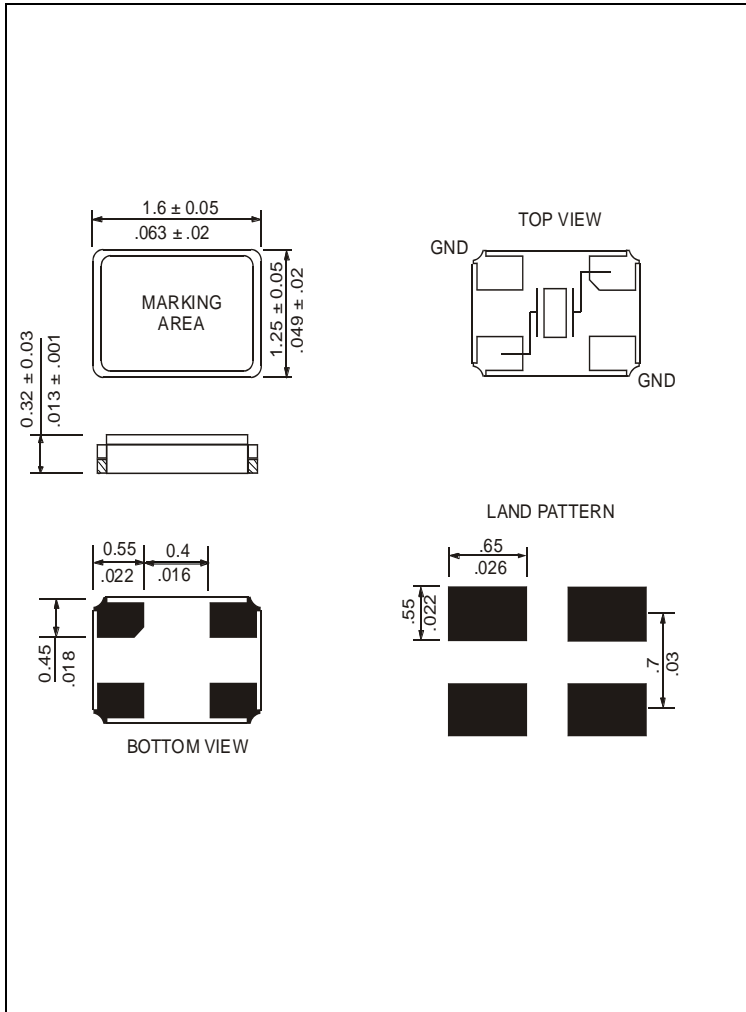 1.6 ± 0.05
.063 ± .02
MARKING
AREA
1.25 ± 0.05
.049 ± .02
0.32 ± 0.03
.013 ± .001
TOP VIEW
GND
GND
0.55
.022
0.4
.016
0.45
.018
BOTTOM VIEW
LAND PATTERN
.65
.026
.55
.022
.7
.03